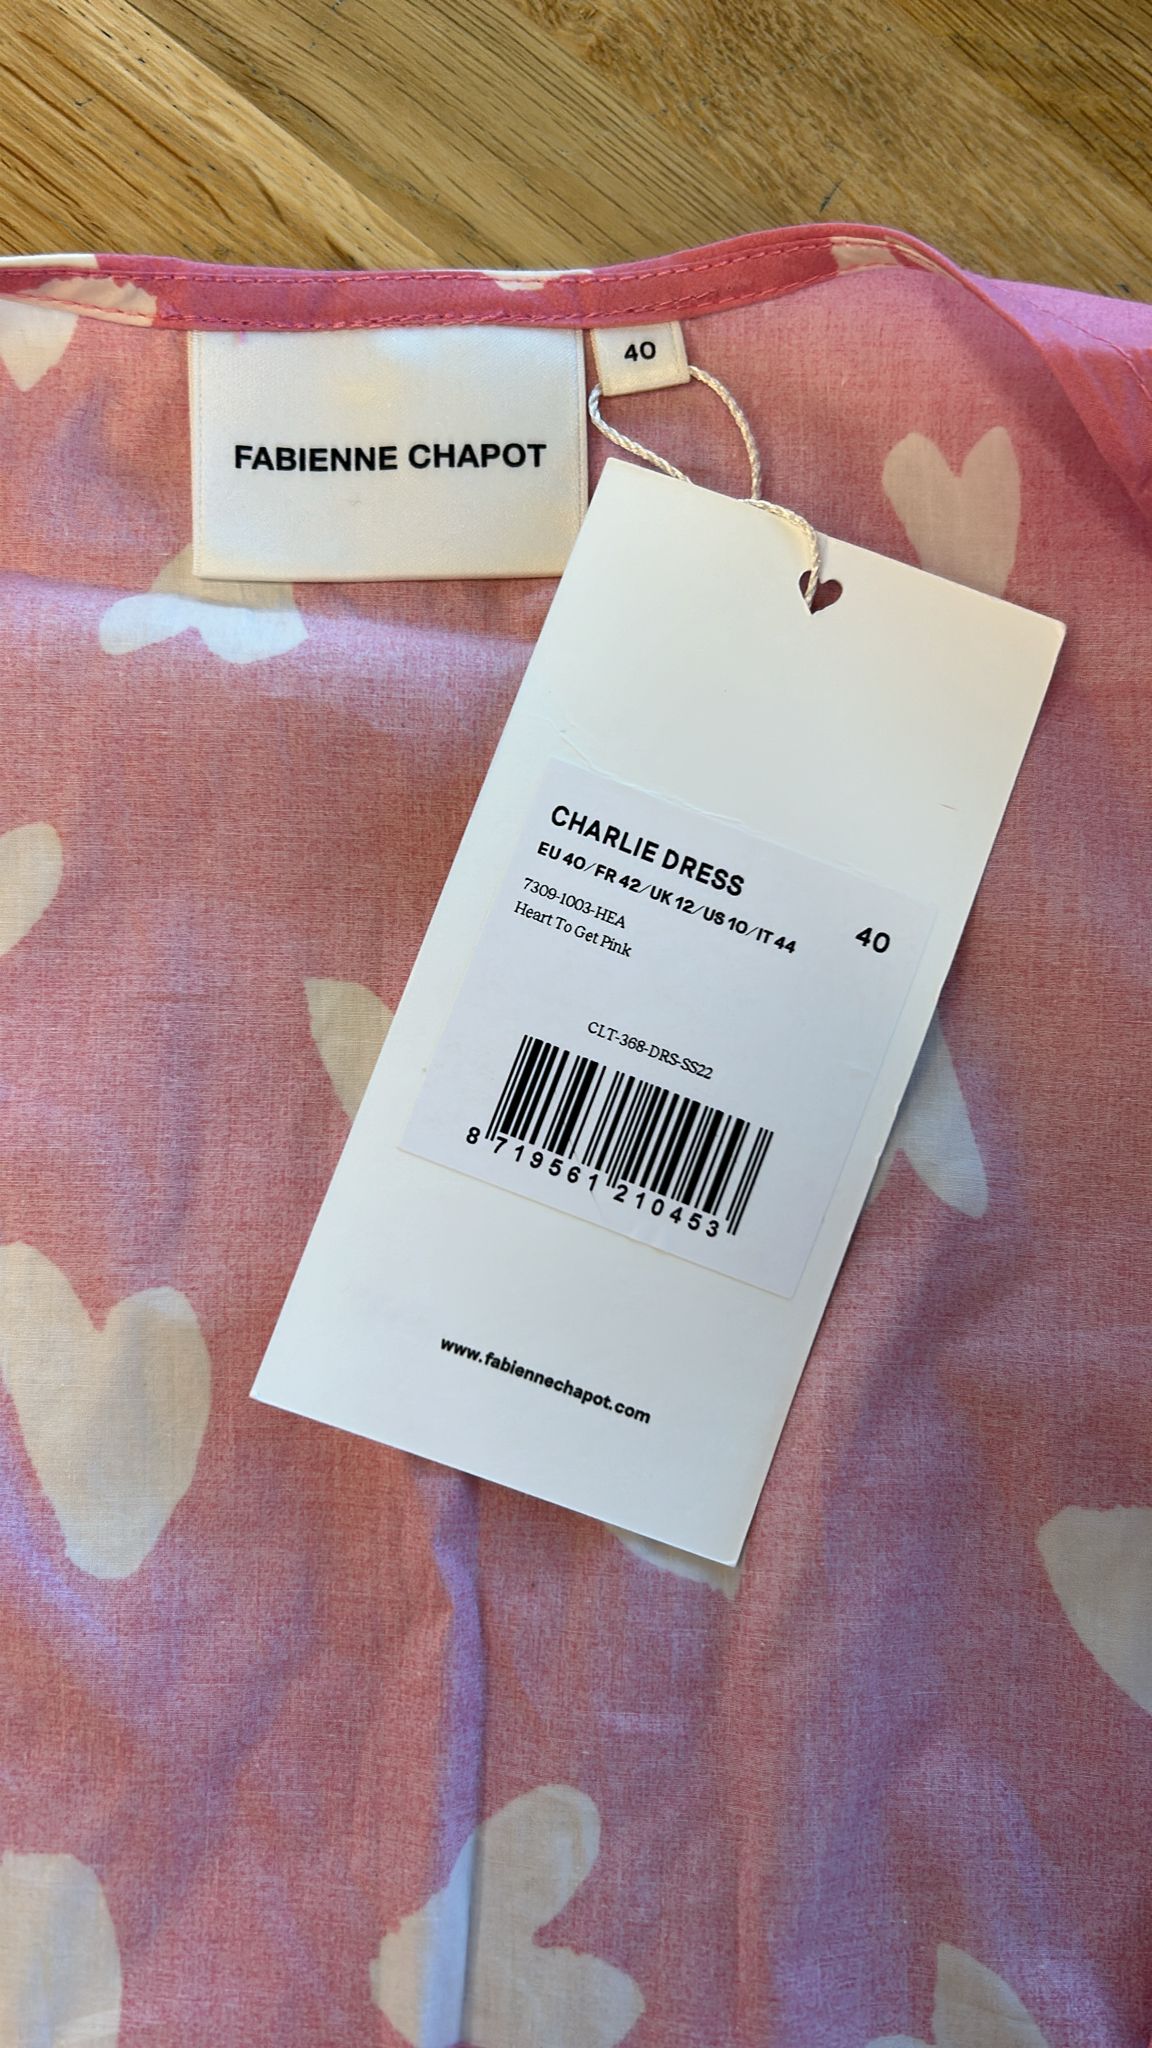 FABIENNE CHAPOT
40
CHARLIE DRESS
EU 40/FR 42/UK 12/US 10/IT 44
40
7309-1003-HEA
Heart To Get Pink
CLT-368-DRS-SS22
8 719561 210453
www.fabiennechapot.com